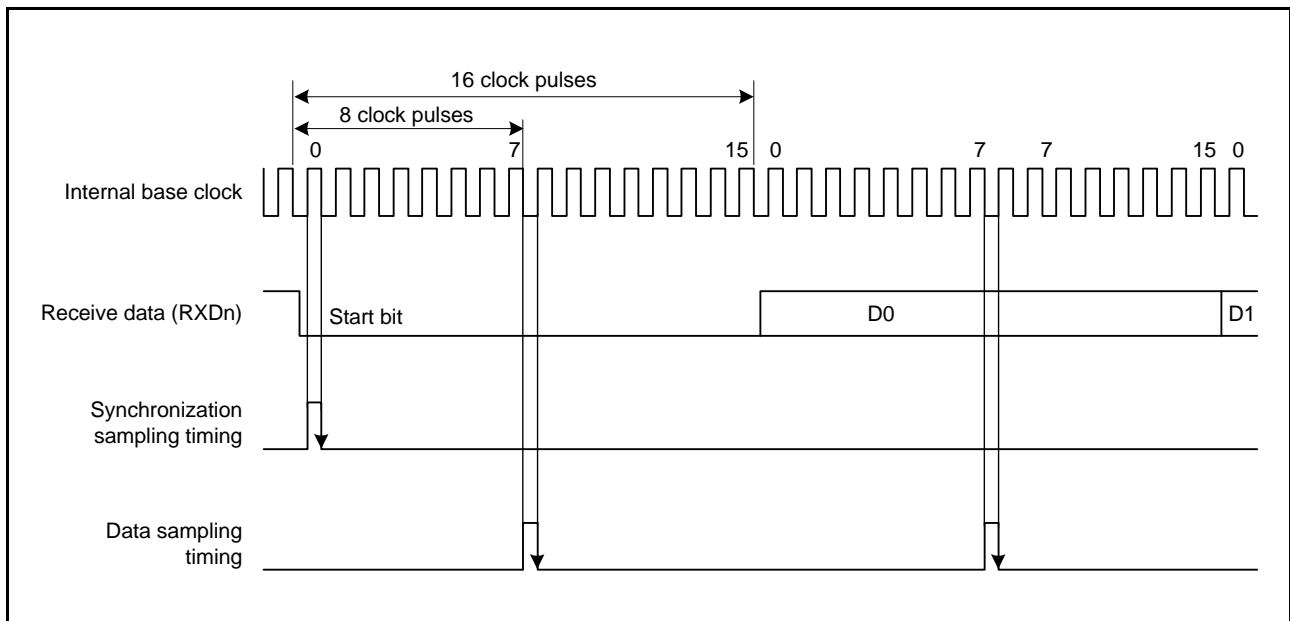 16 clock pulses
8 clock pulses
0 7 15 0 7 7 15 0
Internal base clock
Receive data (RXDn)
Start bit
D0
D1
Synchronization
sampling timing
Data sampling
timing